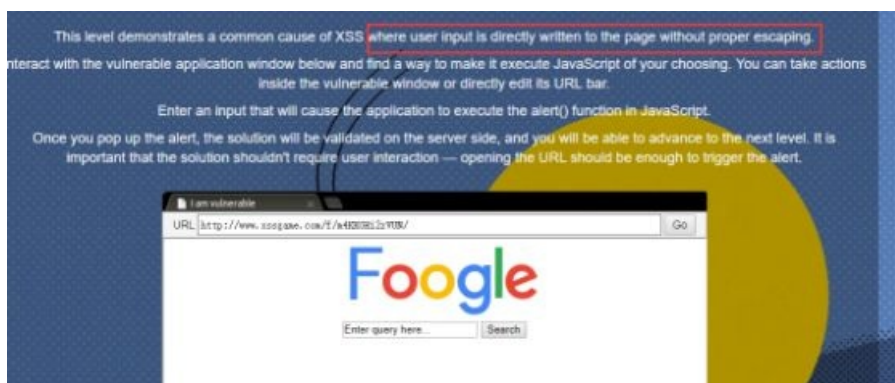 This level demonstrates a common cause of XSS where user input is directly written to the page without proper escaping.
nteract with the vulnerable application window below and find a way to make it execute JavaScript of your choosing. You can take actions
inside the vulnerable window or directly edit its URL bar.
Enter an input that will cause the application to execute the alert() function in JavaScript.
Once you pop up the alert, the solution will be validated on the server side, and you will be able to advance to the next level. It is
important that the solution shouldn't require user interaction — opening the URL should be enough to trigger the alert.
I am vulnerable
URL http://www.xssgame.com/f/ Go
Foogle
Enter query here... Search